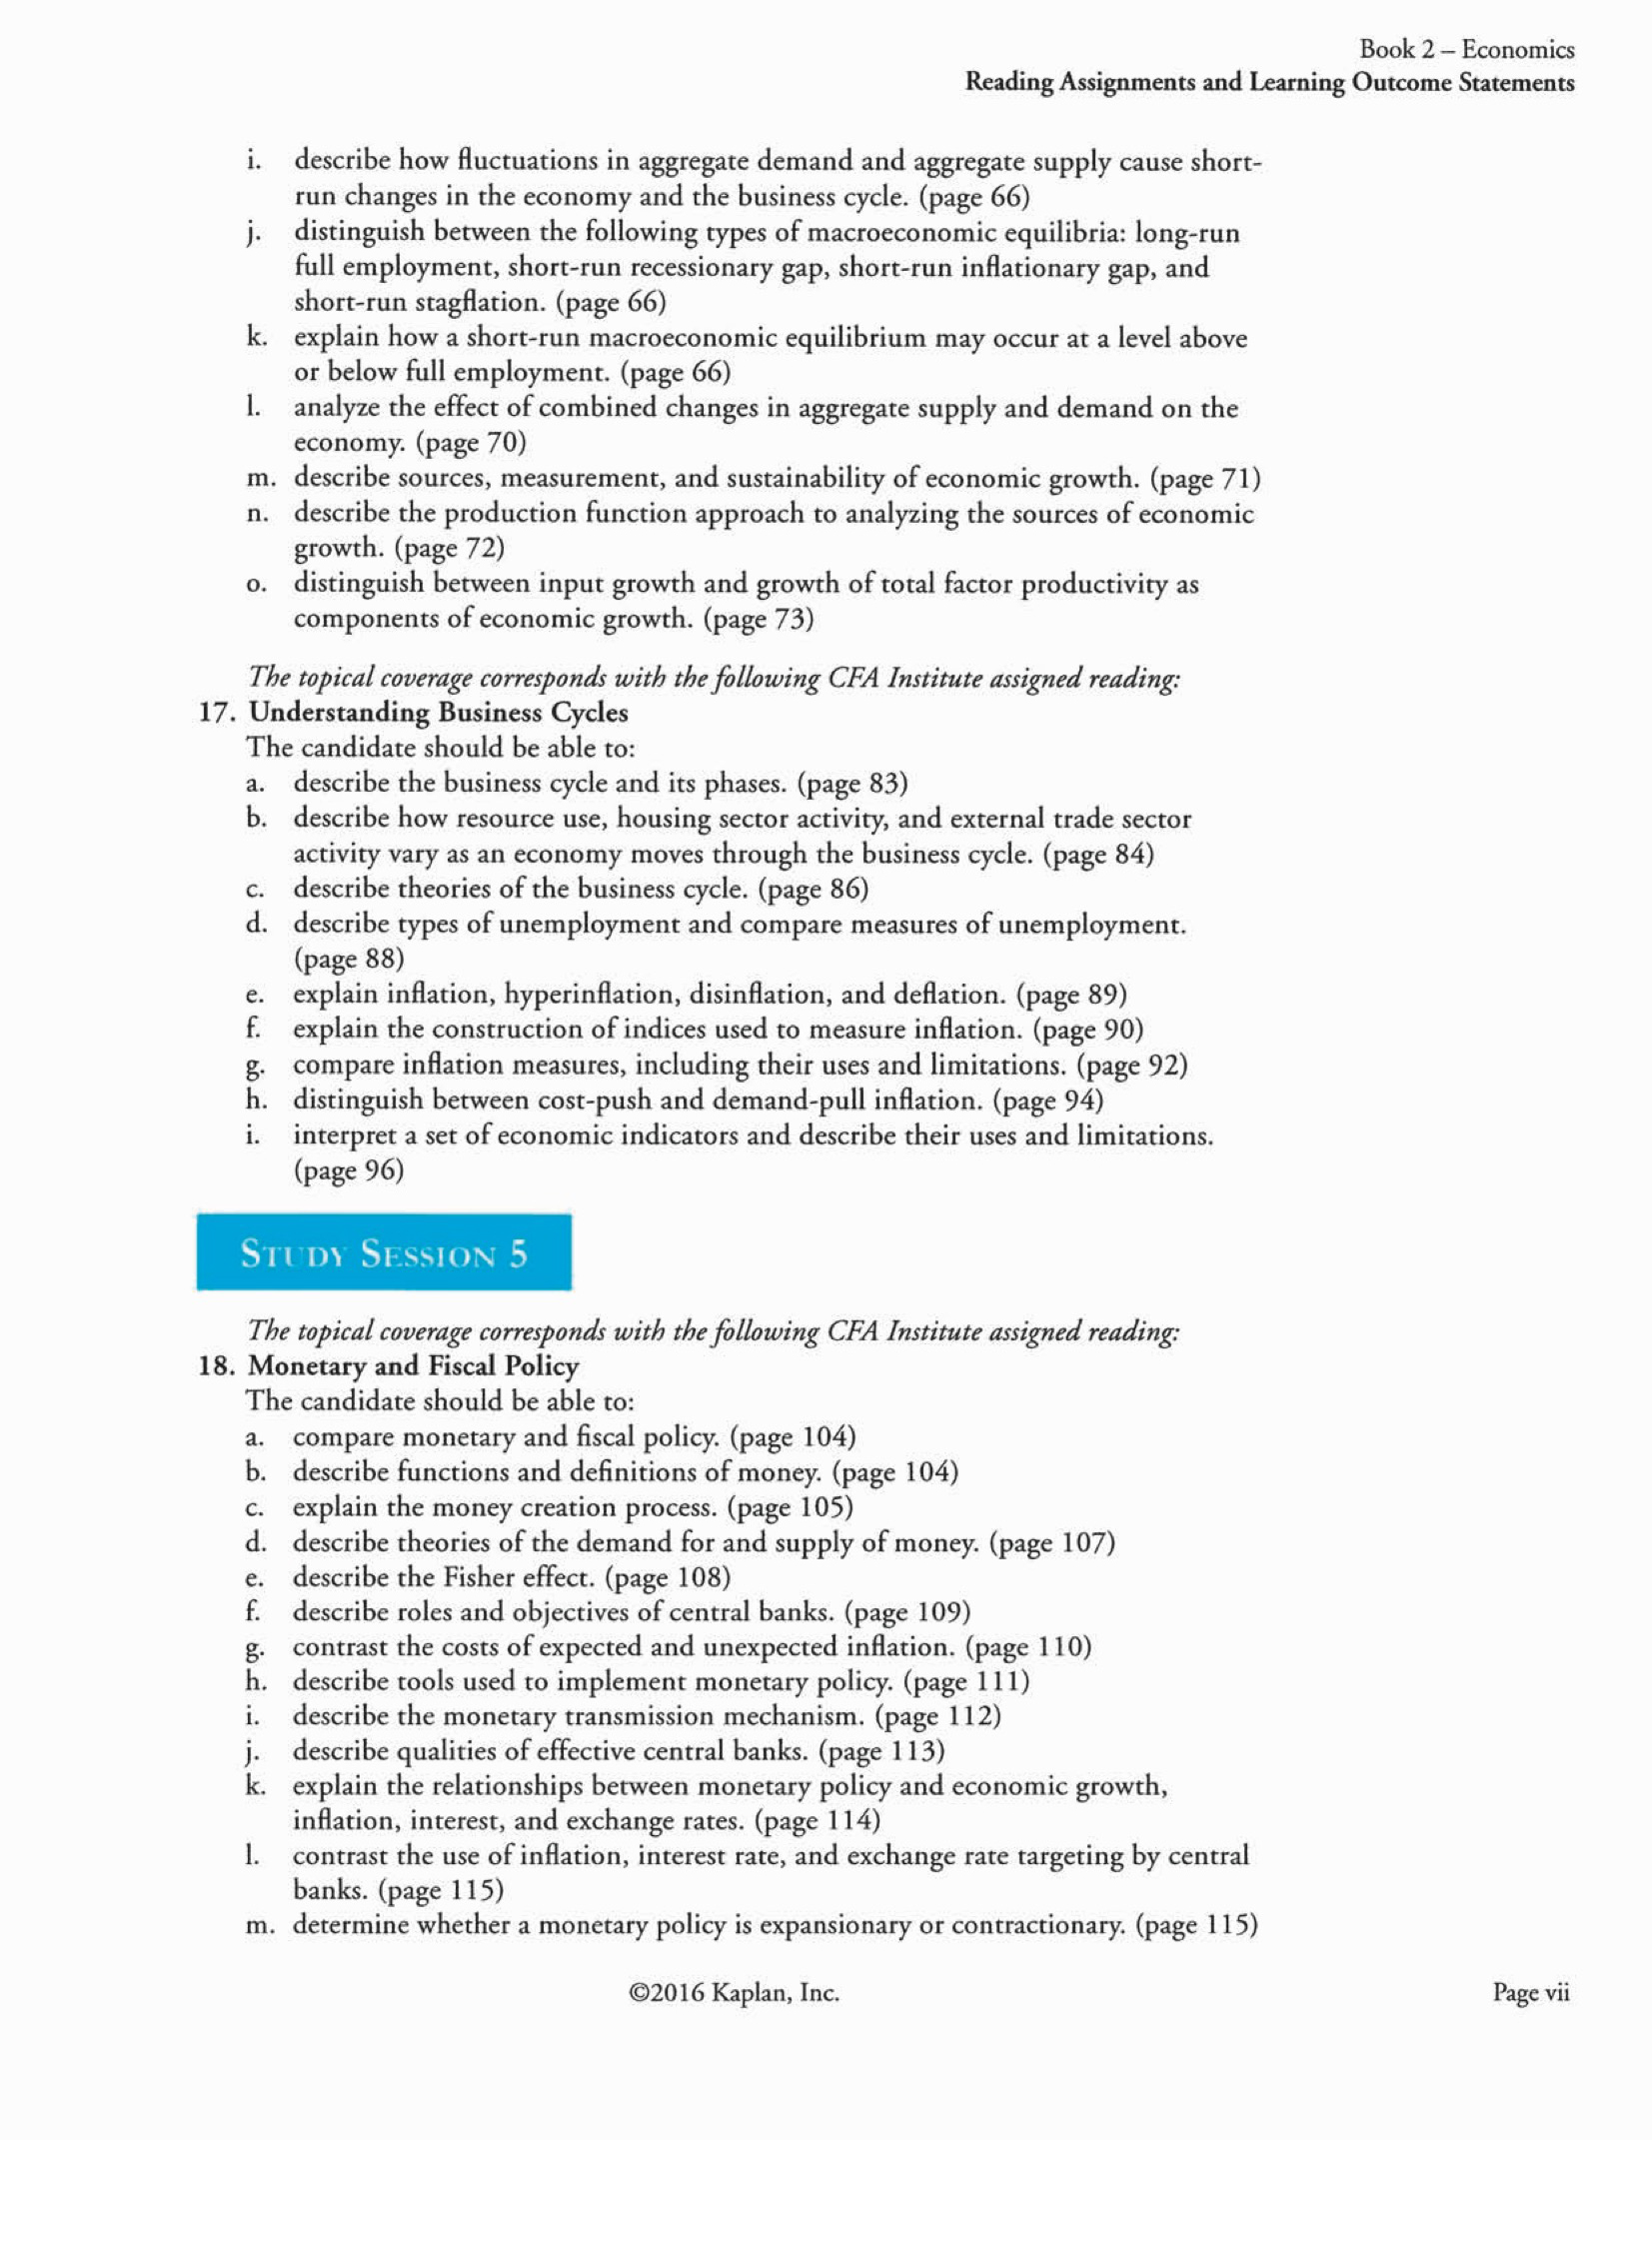 Book 2 – Economics
Reading Assignments and Learning Outcome Statements
i. describe how fluctuations in aggregate demand and aggregate supply cause short-
run changes in the economy and the business cycle. (page 66)
j. distinguish between the following types of macroeconomic equilibria: long-run
full employment, short-run recessionary gap, short-run inflationary gap, and
short-run stagflation. (page 66)
k. explain how a short-run macroeconomic equilibrium may occur at a level above
or below full employment. (page 66)
l. analyze the effect of combined changes in aggregate supply and demand on the
economy. (page 70)
m. describe sources, measurement, and sustainability of economic growth. (page 71)
n. describe the production function approach to analyzing the sources of economic
growth. (page 72)
o. distinguish between input growth and growth of total factor productivity as
components of economic growth. (page 73)
The topical coverage corresponds with the following CFA Institute assigned reading:
17. Understanding Business Cycles
The candidate should be able to:
a. describe the business cycle and its phases. (page 83)
b. describe how resource use, housing sector activity, and external trade sector
activity vary as an economy moves through the business cycle. (page 84)
c. describe theories of the business cycle. (page 86)
d. describe types of unemployment and compare measures of unemployment.
(page 88)
e. explain inflation, hyperinflation, disinflation, and deflation. (page 89)
f. explain the construction of indices used to measure inflation. (page 90)
g. compare inflation measures, including their uses and limitations. (page 92)
h. distinguish between cost-push and demand-pull inflation. (page 94)
i. interpret a set of economic indicators and describe their uses and limitations.
(page 96)
STUDY SESSION 5
The topical coverage corresponds with the following CFA Institute assigned reading:
18. Monetary and Fiscal Policy
The candidate should be able to:
a. compare monetary and fiscal policy. (page 104)
b. describe functions and definitions of money. (page 104)
c. explain the money creation process. (page 105)
d. describe theories of the demand for and supply of money. (page 107)
e. describe the Fisher effect. (page 108)
f. describe roles and objectives of central banks. (page 109)
g. contrast the costs of expected and unexpected inflation. (page 110)
h. describe tools used to implement monetary policy. (page 111)
i. describe the monetary transmission mechanism. (page 112)
j. describe qualities of effective central banks. (page 113)
k. explain the relationships between monetary policy and economic growth,
inflation, interest, and exchange rates. (page 114)
l. contrast the use of inflation, interest rate, and exchange rate targeting by central
banks. (page 115)
m. determine whether a monetary policy is expansionary or contractionary. (page 115)
©2016 Kaplan, Inc.
Page vii